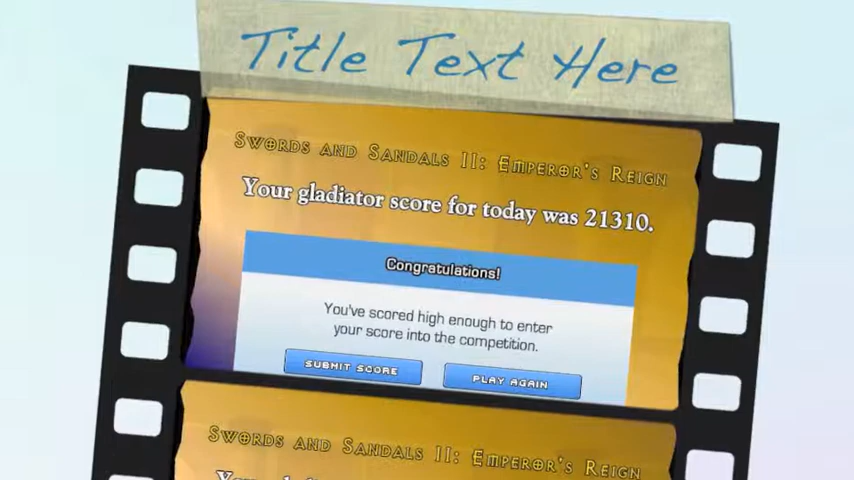 Title Text Here
Swords and Sandals II: Emperor's Reign
Your gladiator score for today was 21310.
Congratulations!
You've scored high enough to enter
your score into the competition.
SUBMIT SCORE
PLAY AGAIN
Swords and Sandals II: Emperor's Reign